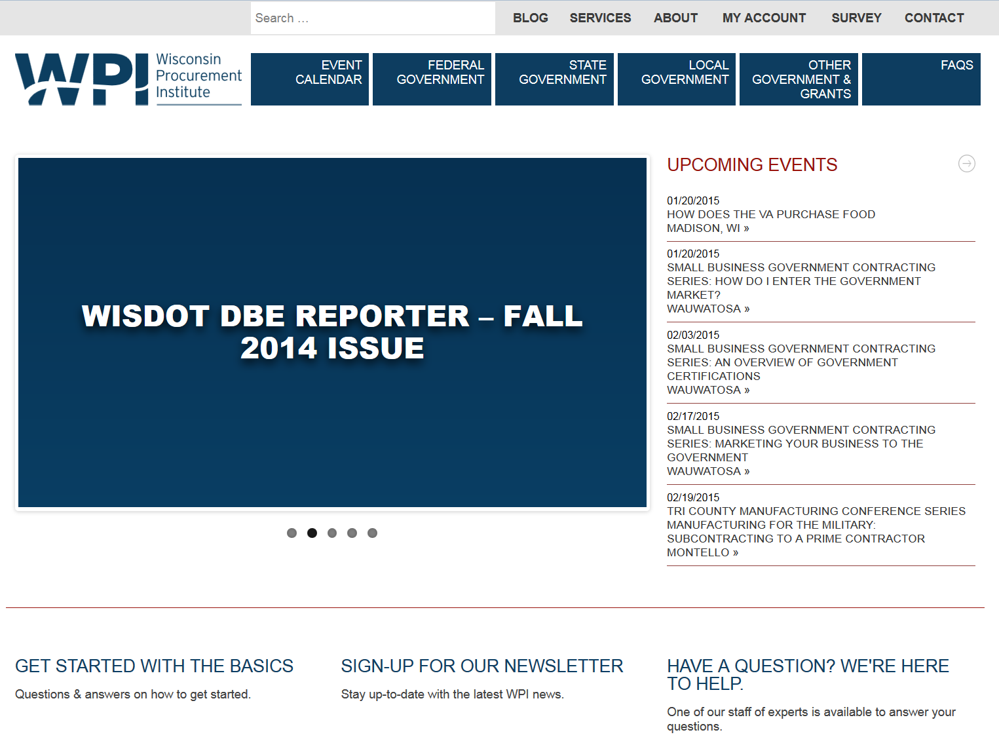 Search …
BLOG
SERVICES
ABOUT
MY ACCOUNT
SURVEY
CONTACT
WPI
Wisconsin
Procurement
Institute
EVENT
CALENDAR
FEDERAL
GOVERNMENT
STATE
GOVERNMENT
LOCAL
GOVERNMENT
OTHER
GOVERNMENT &
GRANTS
FAQS
WISDOT DBE REPORTER – FALL
2014 ISSUE
UPCOMING EVENTS
01/20/2015
HOW DOES THE VA PURCHASE FOOD
MADISON, WI »
01/20/2015
SMALL BUSINESS GOVERNMENT CONTRACTING
SERIES: HOW DO I ENTER THE GOVERNMENT
MARKET?
WAUWATOSA »
02/03/2015
SMALL BUSINESS GOVERNMENT CONTRACTING
SERIES: AN OVERVIEW OF GOVERNMENT
CERTIFICATIONS
WAUWATOSA »
02/17/2015
SMALL BUSINESS GOVERNMENT CONTRACTING
SERIES: MARKETING YOUR BUSINESS TO THE
GOVERNMENT
WAUWATOSA »
02/19/2015
TRI COUNTY MANUFACTURING CONFERENCE SERIES
MANUFACTURING FOR THE MILITARY:
SUBCONTRACTING TO A PRIME CONTRACTOR
MONTELLO »
GET STARTED WITH THE BASICS
Questions & answers on how to get started.
SIGN-UP FOR OUR NEWSLETTER
Stay up-to-date with the latest WPI news.
HAVE A QUESTION? WE'RE HERE
TO HELP.
One of our staff of experts is available to answer your
questions.